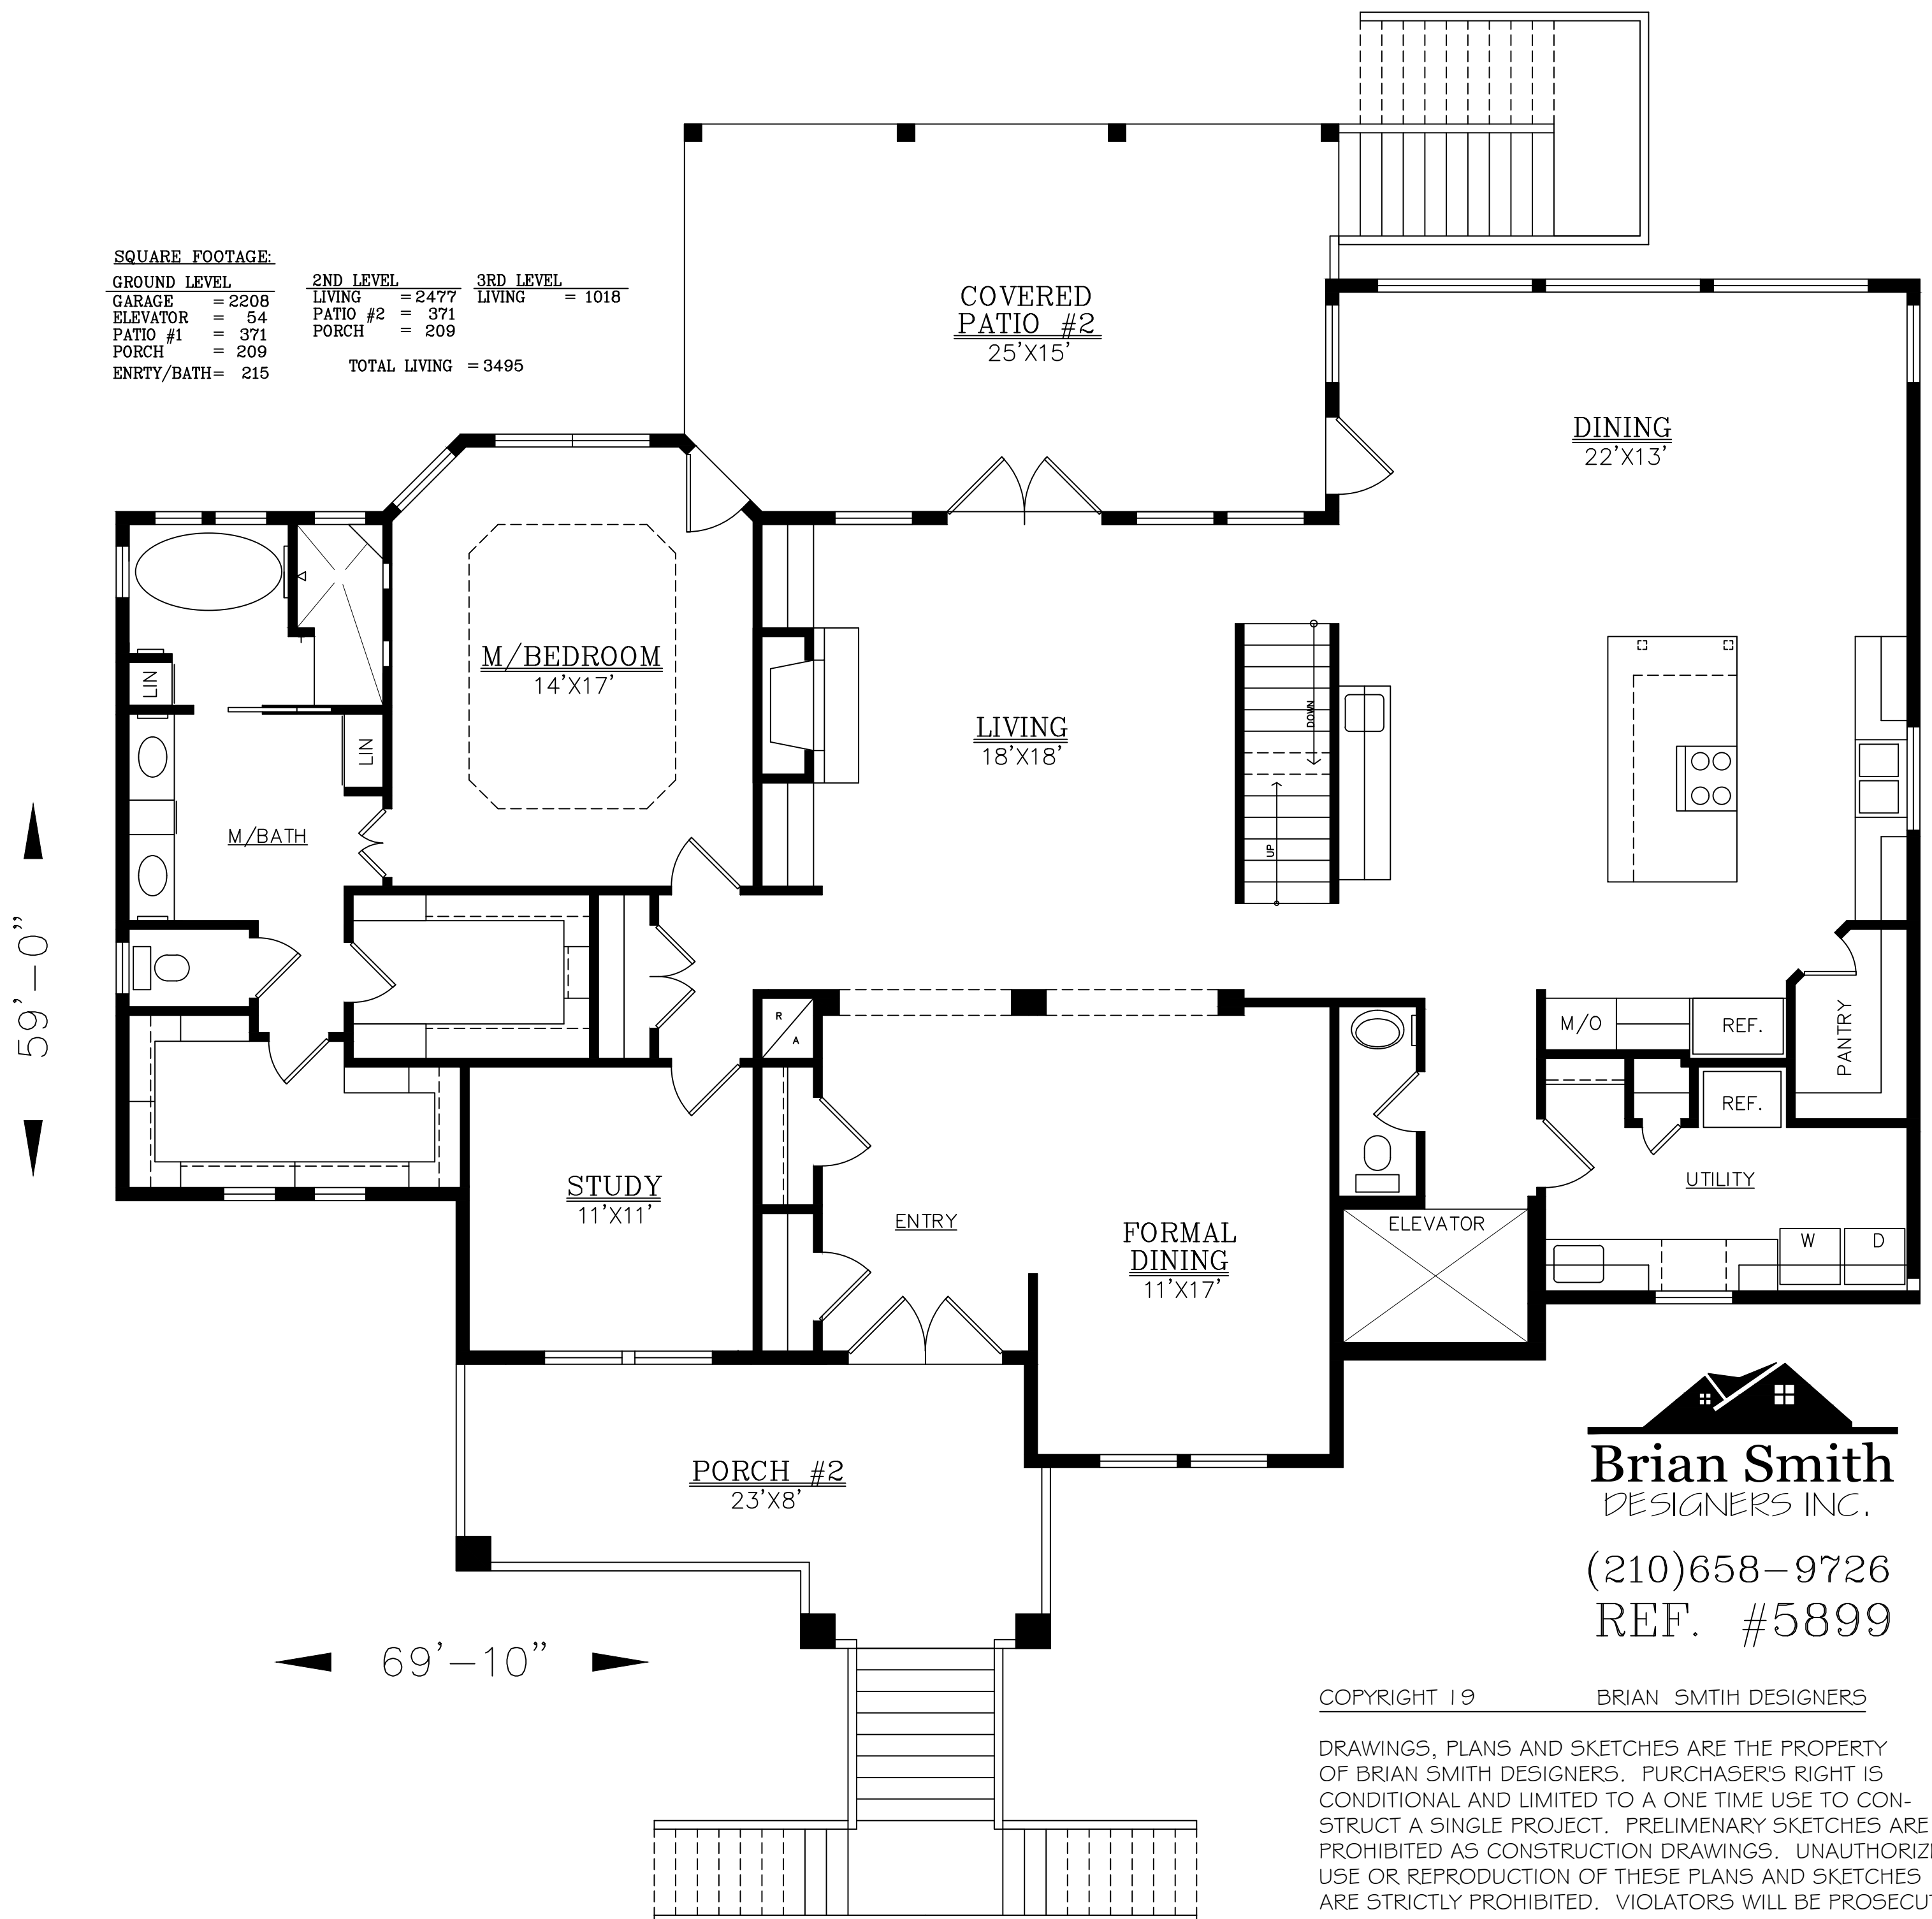 SQUARE FOOTAGE:
GROUND LEVEL
GARAGE = 2208
ELEVATOR = 54
PATIO #1 = 371
PORCH = 209
ENRTY/BATH= 215
2ND LEVEL
LIVING = 2477
PATIO #2 = 371
PORCH = 209
3RD LEVEL
LIVING = 1018
TOTAL LIVING = 3495
COVERED
PATIO #2
25'X15'
DINING
22'X13'
M/BEDROOM
14'X17'
LIN
LIN
M/BATH
LIVING
18'X18'
DOWN
UP
59'-0"
R
A
M/O
REF.
PANTRY
REF.
UTILITY
W
D
STUDY
11'X11'
ENTRY
FORMAL
DINING
11'X17'
ELEVATOR
PORCH #2
23'X8'
69'-10"
Brian Smith
DESIGNERS INC.
(210)658-9726
REF. #5899
COPYRIGHT 19 BRIAN SMTIH DESIGNERS
DRAWINGS, PLANS AND SKETCHES ARE THE PROPERTY
OF BRIAN SMITH DESIGNERS. PURCHASER'S RIGHT IS
CONDITIONAL AND LIMITED TO A ONE TIME USE TO CON-
STRUCT A SINGLE PROJECT. PRELIMENARY SKETCHES ARE
PROHIBITED AS CONSTRUCTION DRAWINGS. UNAUTHORIZ
USE OR REPRODUCTION OF THESE PLANS AND SKETCHES
ARE STRICTLY PROHIBITED. VIOLATORS WILL BE PROSECU